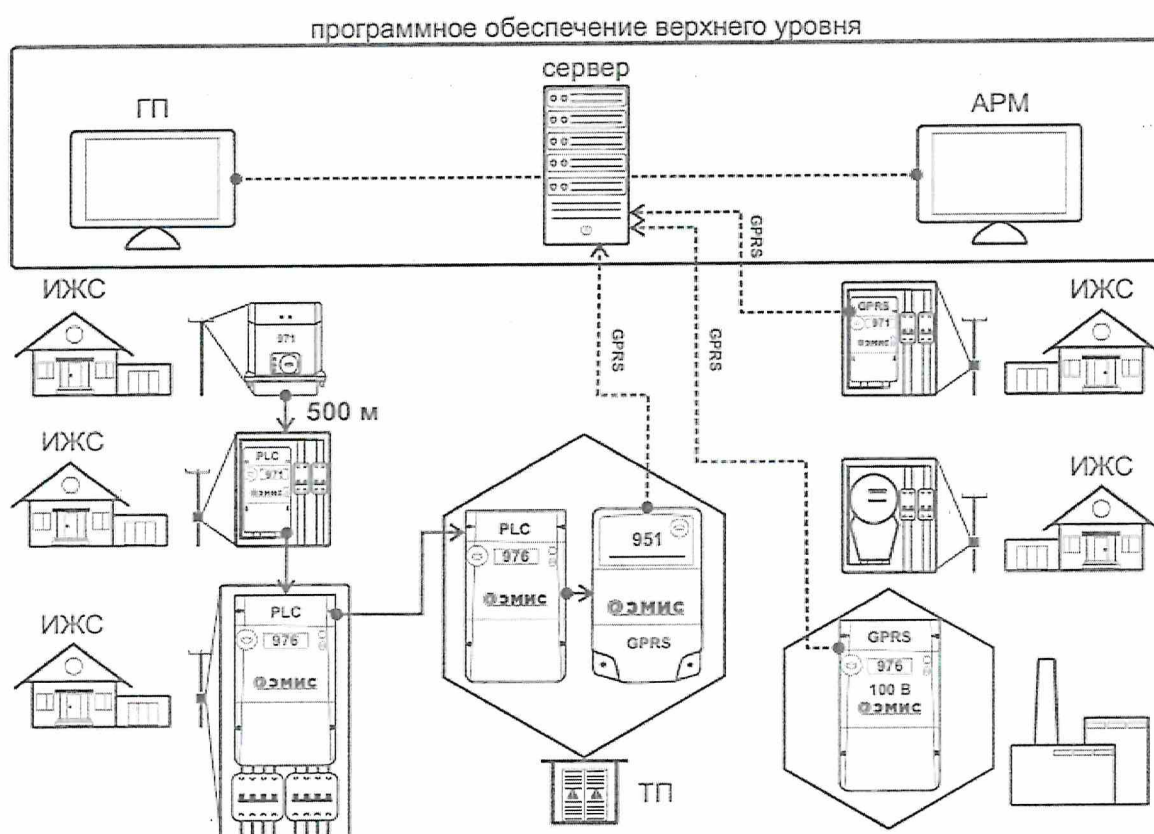 программное обеспечение верхнего уровня
сервер
ГП
АРМ
GPRS
GPRS
GPRS
ИЖС
971
500 м
ИЖС
PLC
971
ЭМИС
ИЖС
PLC
976
ЭМИС
PLC
976
ЭМИС
951
ЭМИС
GPRS
ТП
GPRS
971
ЭМИС
ИЖС
ИЖС
GPRS
976
100 В
ЭМИС